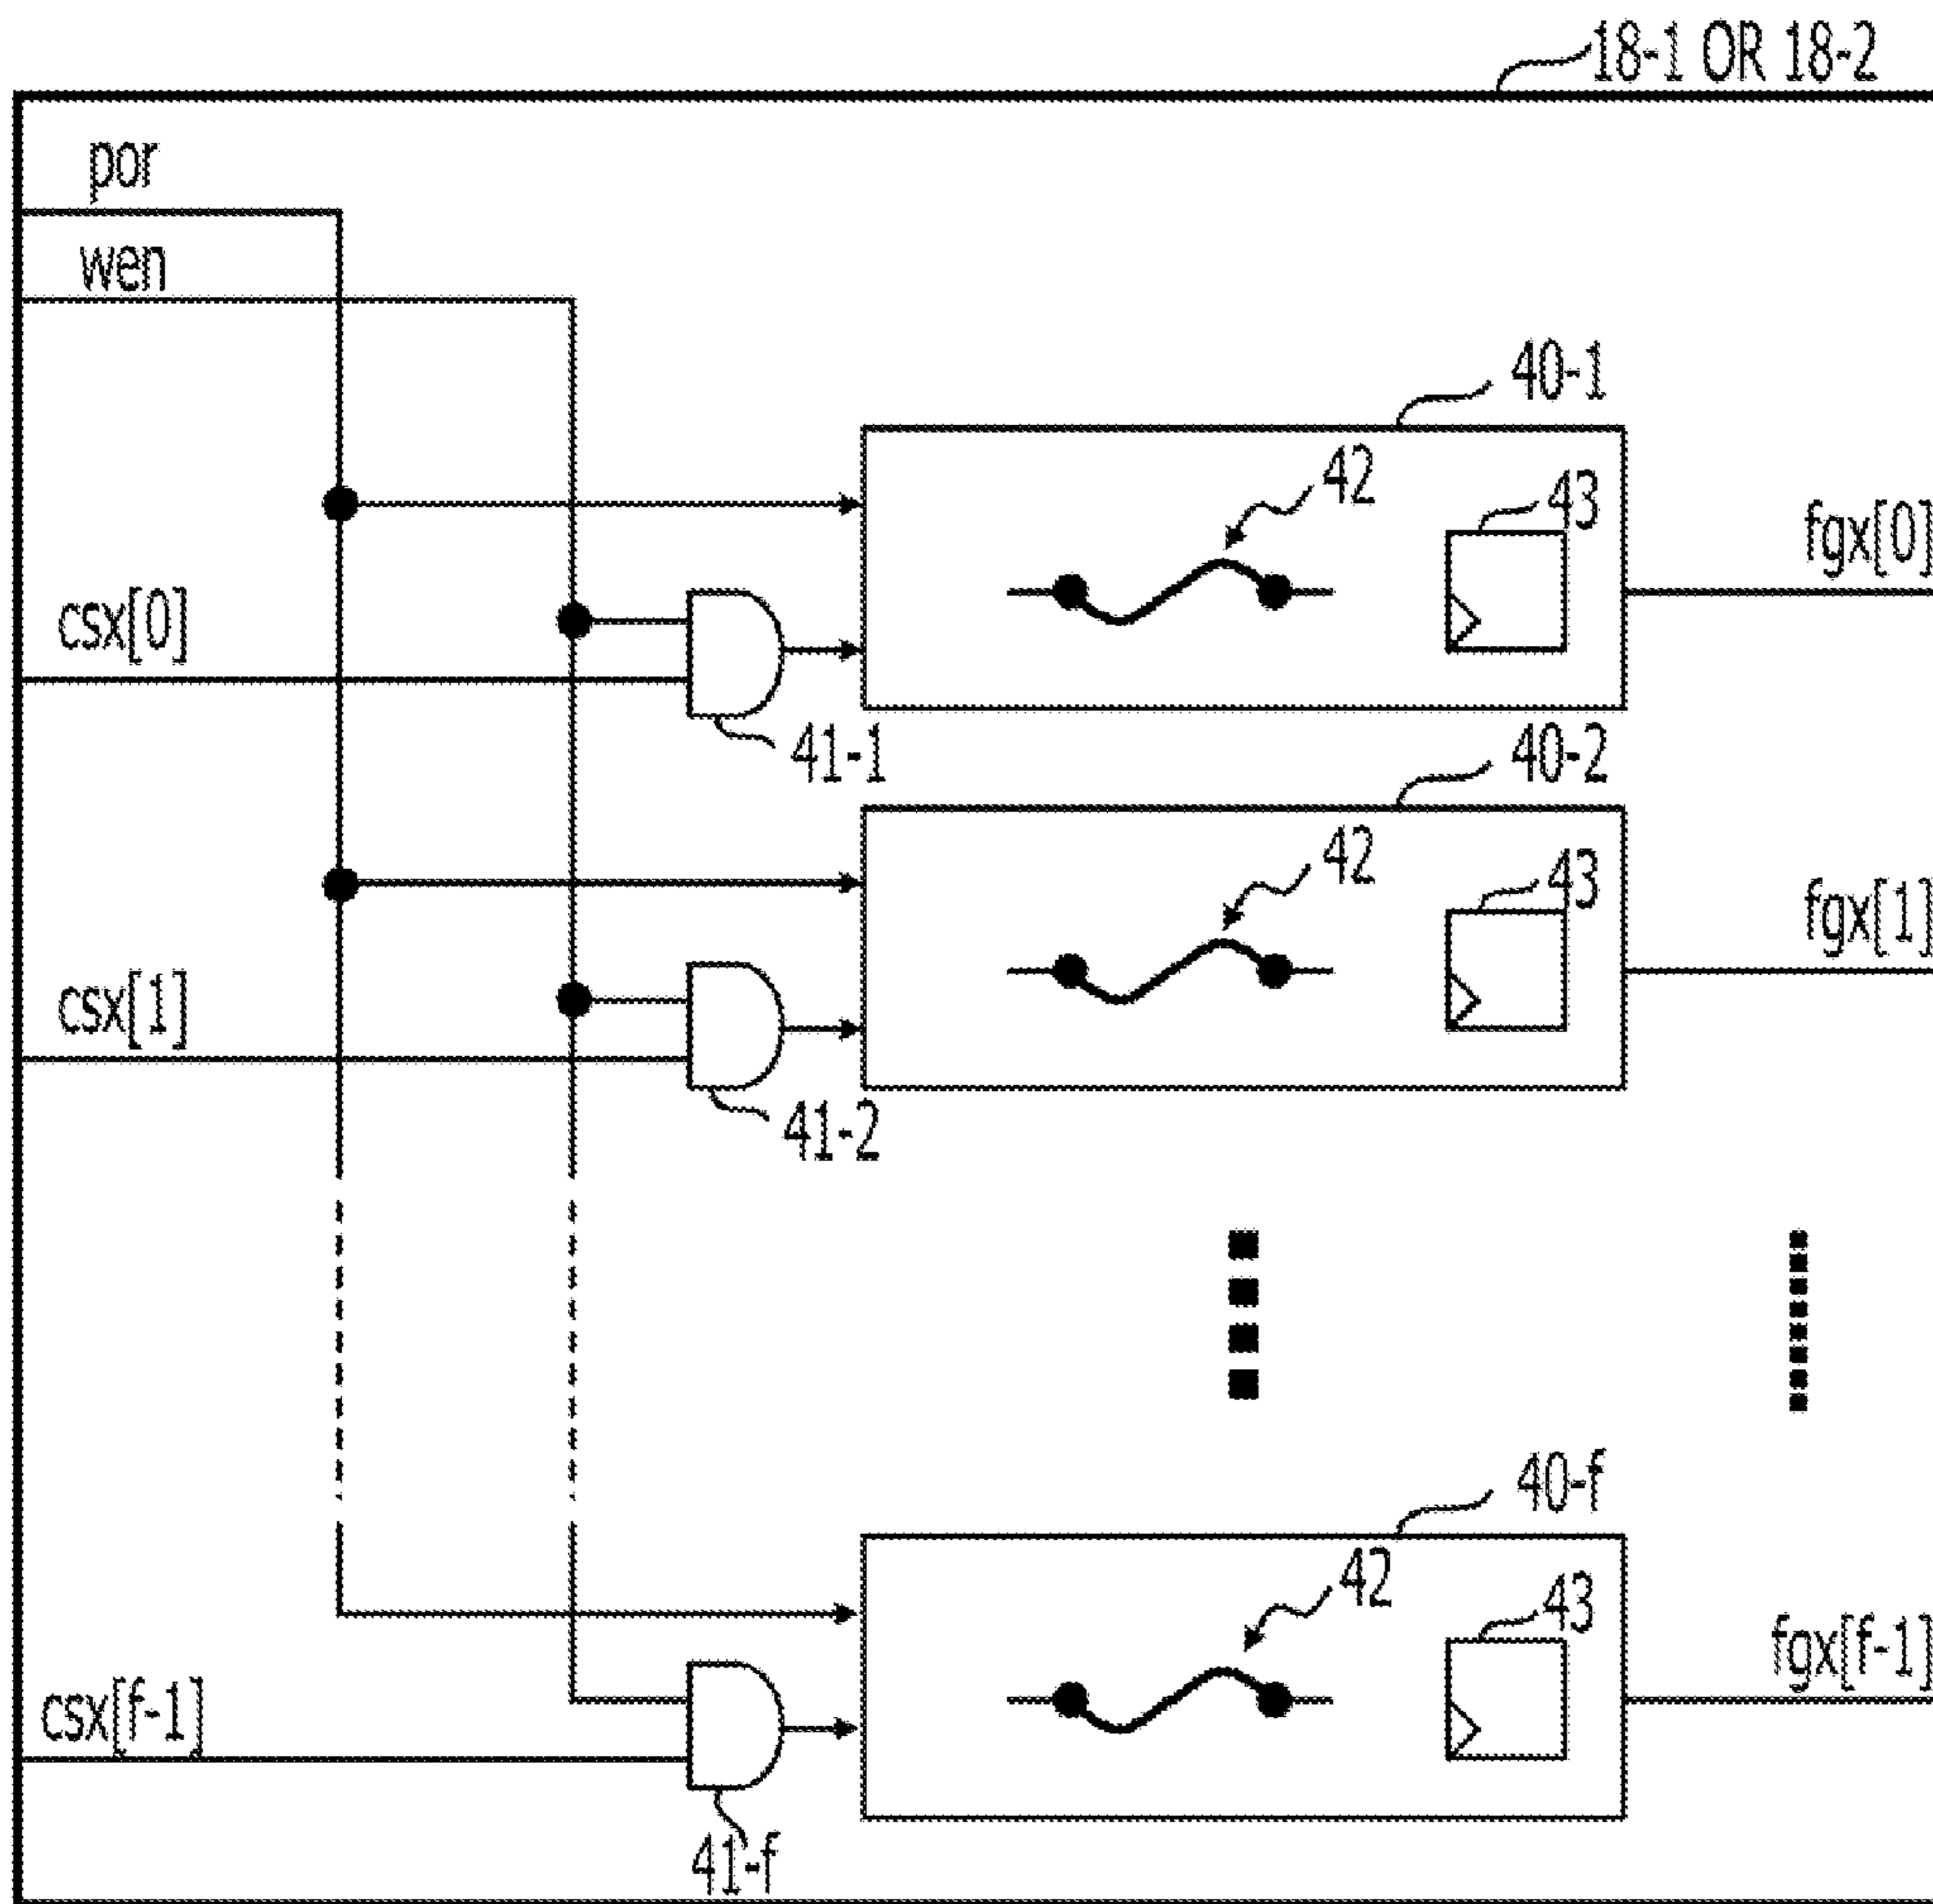 18-1 OR 18-2
por
wen
40-1
42
43
fgx[0]
csx[0]
41-1
40-2
42
43
fgx[1]
csx[1]
41-2
40-f
42
43
fgx[f-1]
csx[f-1]
41-f